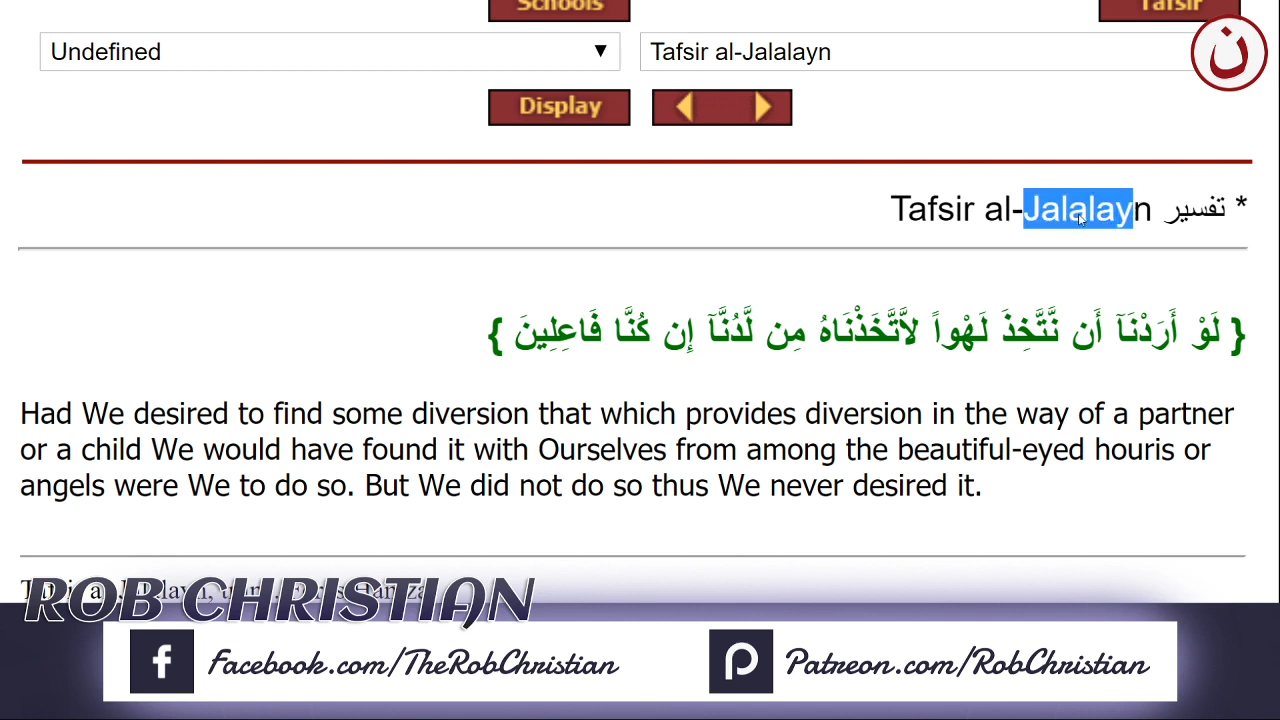 Schools
Tafsir
Undefined
Tafsir al-Jalalayn
ن
Display
* تفسير Tafsir al-Jalalayn
{ لَوْ أَرَدْنَآ أَن نَّتَّخِذَ لَهْواً لاَّتَّخَذْنَاهُ مِن لَّدُنَّآ إِن كُنَّا فَاعِلِينَ }
Had We desired to find some diversion that which provides diversion in the way of a partner
or a child We would have found it with Ourselves from among the beautiful-eyed houris or
angels were We to do so. But We did not do so thus We never desired it.
ROB CHRISTIAN
Facebook.com/TheRobChristian
Patreon.com/RobChristian